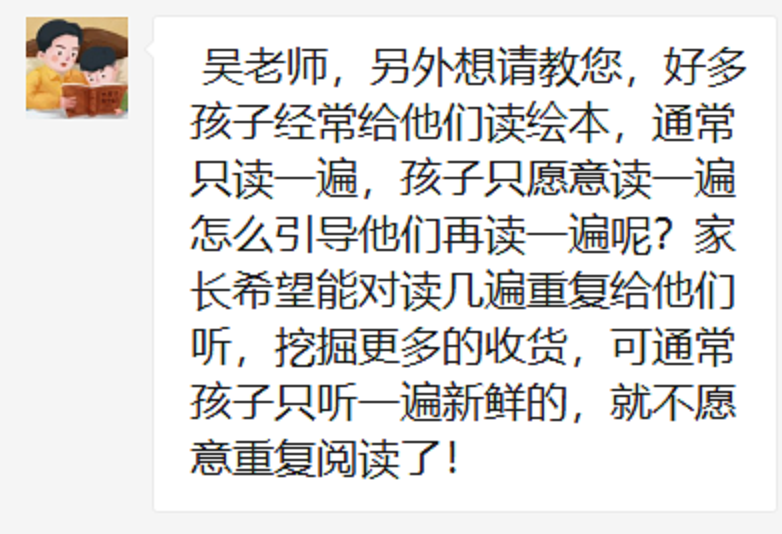 吴老师，另外想请教您，好多
孩子经常给他们读绘本，通常
只读一遍，孩子只愿意读一遍
怎么引导他们再读一遍呢？家
长希望能对读几遍重复给他们
听，挖掘更多的收货，可通常
孩子只听一遍新鲜的，就不愿
意重复阅读了！